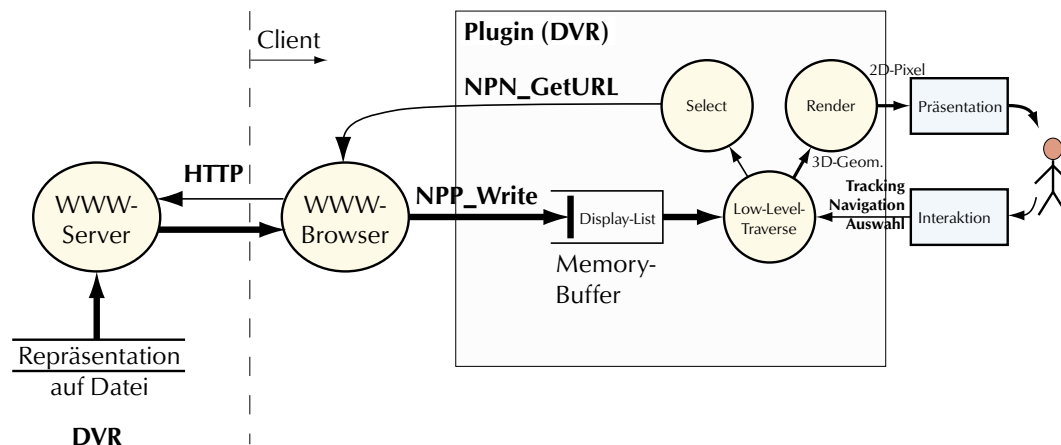 Client
Plugin (DVR)
NPN_GetURL
Select
Render
2D-Pixel
Präsentation
3D-Geom.
HTTP
WWW-
Server
WWW-
Browser
NPP_Write
Display-List
Memory-
Buffer
Low-Level-
Traverse
Tracking
Navigation
Auswahl
Interaktion
Repräsentation
auf Datei
DVR